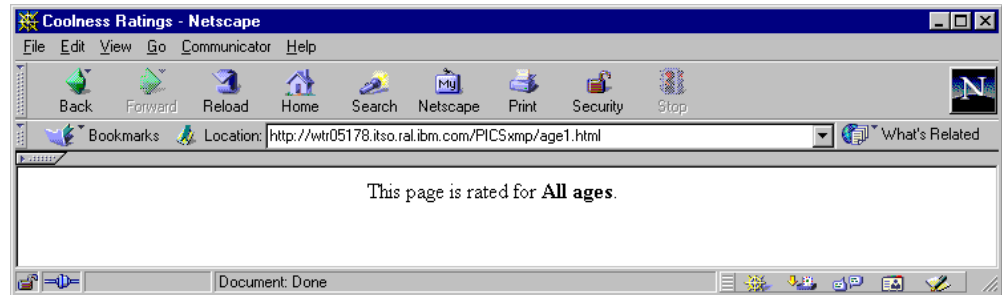 Coolness Ratings - Netscape
File Edit View Go Communicator Help
My
N
Back Forward Reload Home Search Netscape Print Security Stop
Bookmarks Location: http://wtr05178.itso.ral.ibm.com/PICSxmp/age1.html What's Related
This page is rated for All ages.
Document: Done